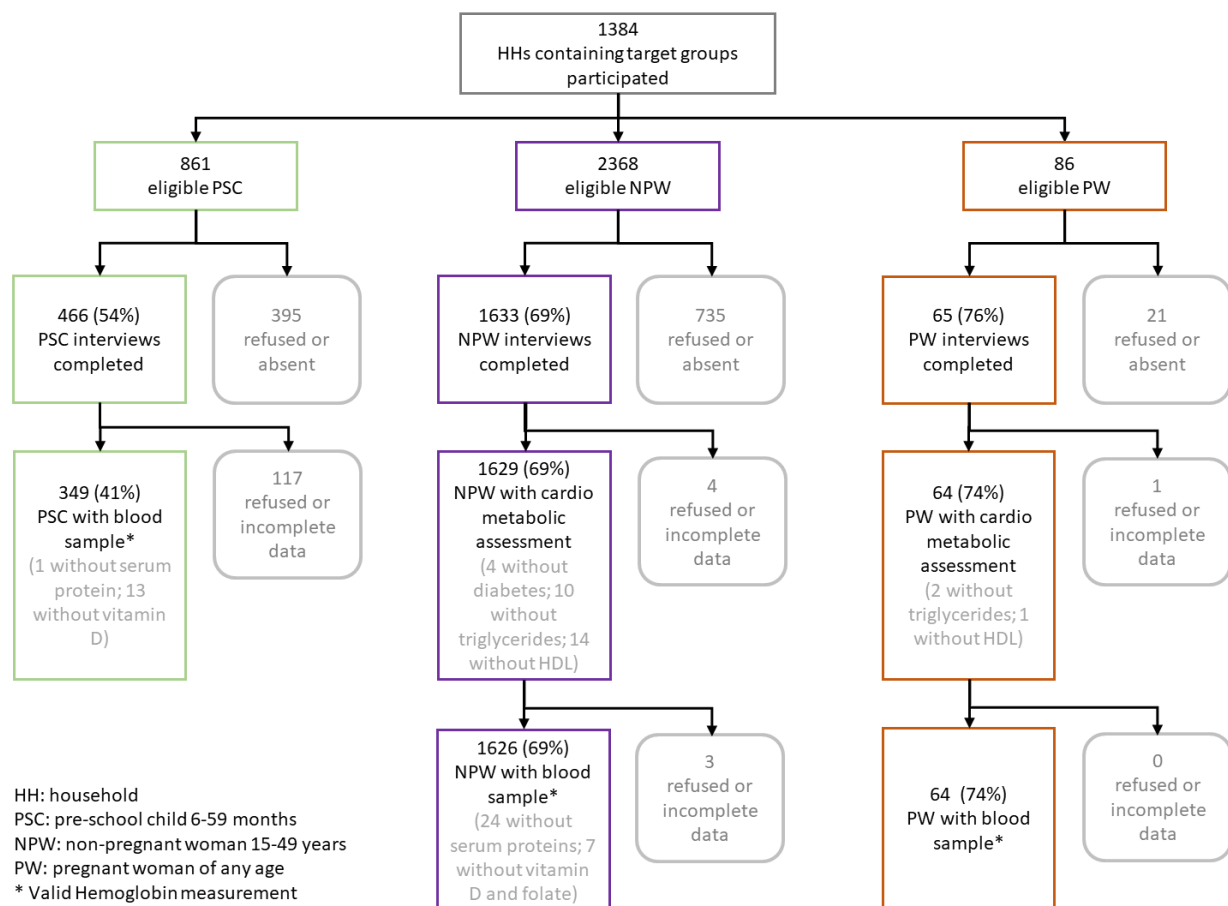 1384
HHs containing target groups
participated
861
eligible PSC
2368
eligible NPW
86
eligible PW
466 (54%)
PSC interviews
completed
395
refused or
absent
1633 (69%)
NPW interviews
completed
735
refused or
absent
65 (76%)
PW interviews
completed
21
refused or
absent
349 (41%)
PSC with blood
sample*
(1 without serum
protein; 13
without vitamin
D)
117
refused or
incomplete
data
1629 (69%)
NPW with cardio
metabolic
assessment
(4 without
diabetes; 10
without
triglycerides; 14
without HDL)
4
refused or
incomplete
data
64 (74%)
PW with cardio
metabolic
assessment
(2 without
triglycerides; 1
without HDL)
1
refused or
incomplete
data
1626 (69%)
NPW with blood
sample*
(24 without
serum proteins; 7
without vitamin
D and folate)
3
refused or
incomplete
data
64 (74%)
PW with blood
sample*
0
refused or
incomplete
data
HH: household
PSC: pre-school child 6-59 months
NPW: non-pregnant woman 15-49 years
PW: pregnant woman of any age
* Valid Hemoglobin measurement